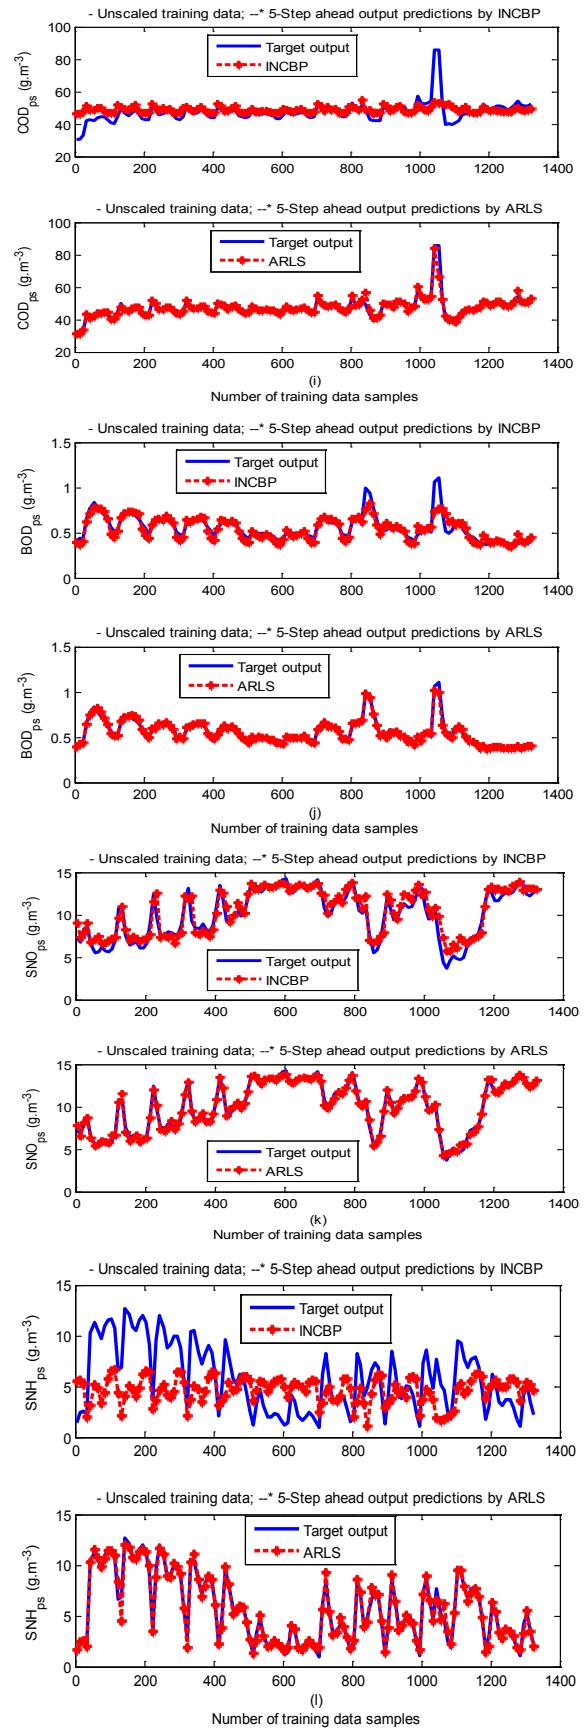 - Unscaled training data; --* 5-Step ahead output predictions by INCBP
100
80
60
40
20
COD_ps (g.m^-3)
Target output
INCBP
0 200 400 600 800 1000 1200 1400
- Unscaled training data; --* 5-Step ahead output predictions by ARLS
100
80
60
40
20
COD_ps (g.m^-3)
Target output
ARLS
0 200 400 600 800 1000 1200 1400
(i)
Number of training data samples
- Unscaled training data; --* 5-Step ahead output predictions by INCBP
1.5
1
0.5
0
BOD_ps (g.m^-3)
Target output
INCBP
0 200 400 600 800 1000 1200 1400
- Unscaled training data; --* 5-Step ahead output predictions by ARLS
1.5
1
0.5
0
BOD_ps (g.m^-3)
Target output
ARLS
0 200 400 600 800 1000 1200 1400
(j)
Number of training data samples
- Unscaled training data; --* 5-Step ahead output predictions by INCBP
15
10
5
0
SNO_ps (g.m^-3)
Target output
INCBP
0 200 400 600 800 1000 1200 1400
- Unscaled training data; --* 5-Step ahead output predictions by ARLS
15
10
5
0
SNO_ps (g.m^-3)
Target output
ARLS
0 200 400 600 800 1000 1200 1400
(k)
Number of training data samples
- Unscaled training data; --* 5-Step ahead output predictions by INCBP
15
10
5
0
SNH_ps (g.m^-3)
Target output
INCBP
0 200 400 600 800 1000 1200 1400
- Unscaled training data; --* 5-Step ahead output predictions by ARLS
15
10
5
0
SNH_ps (g.m^-3)
Target output
ARLS
0 200 400 600 800 1000 1200 1400
(l)
Number of training data samples